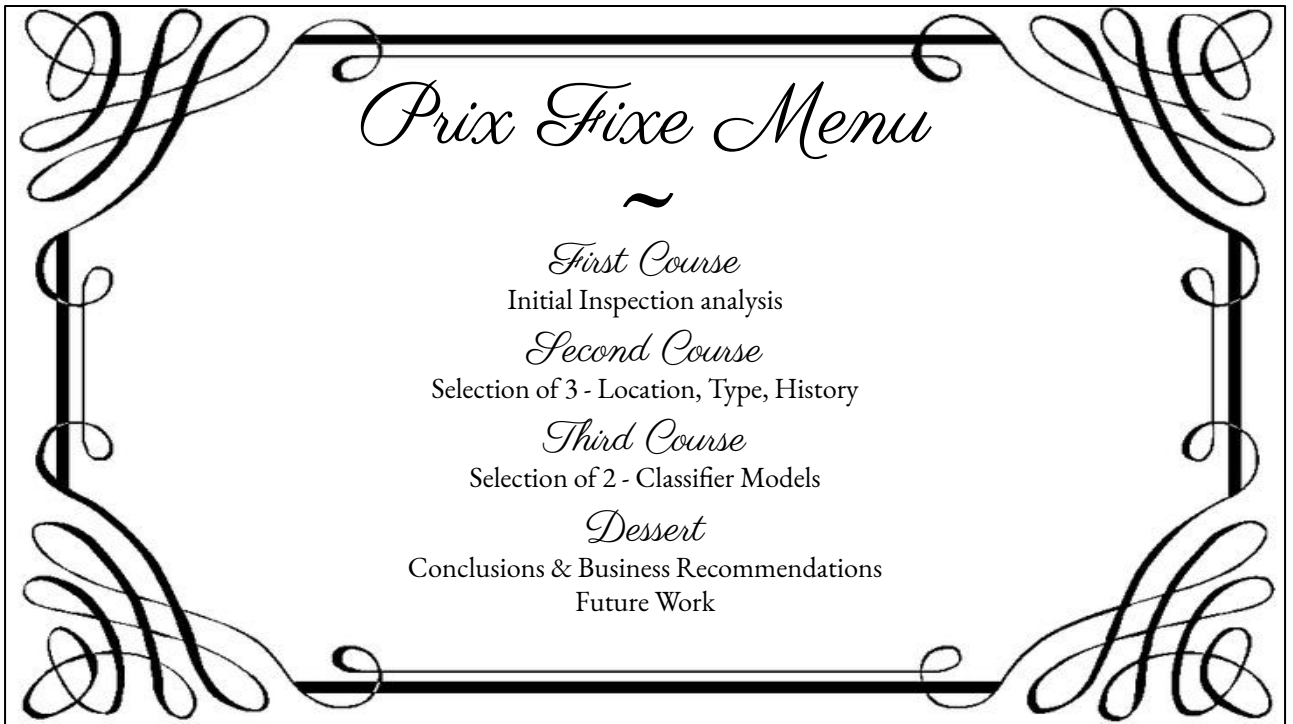 Prix Fixe Menu
~
First Course
Initial Inspection analysis
Second Course
Selection of 3 - Location, Type, History
Third Course
Selection of 2 - Classifier Models
Dessert
Conclusions & Business Recommendations
Future Work